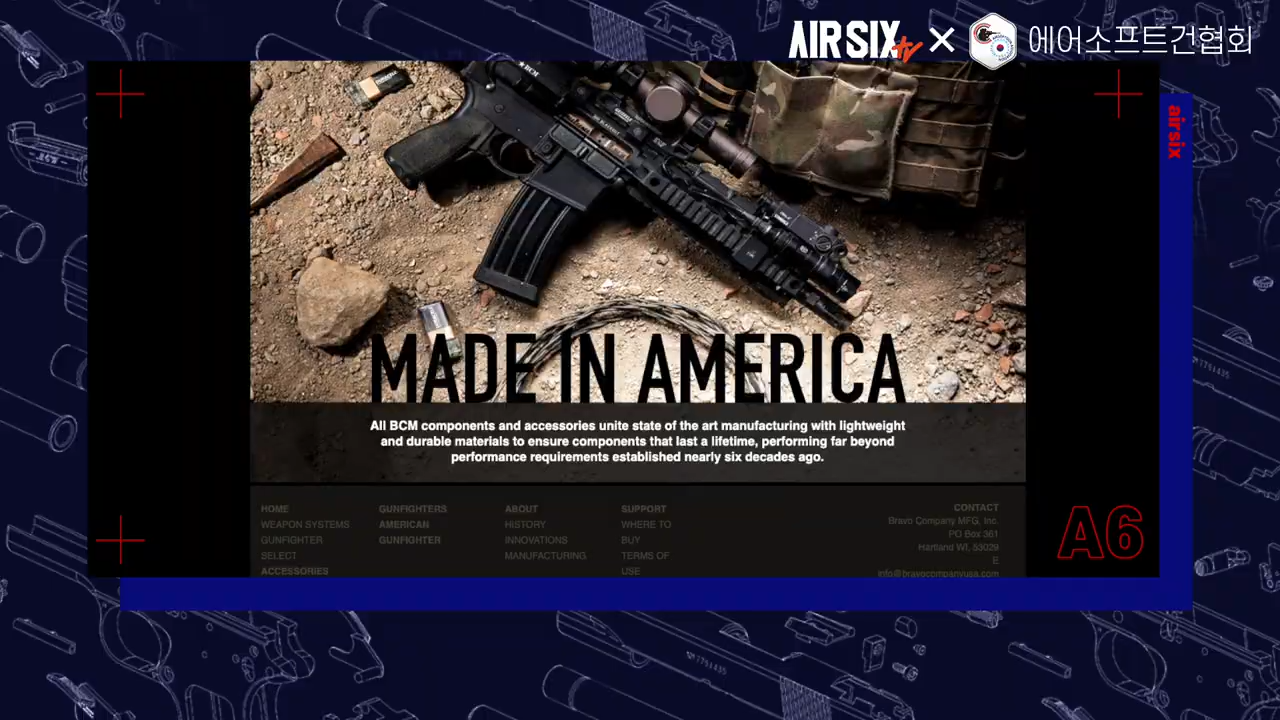 AIR SIX tv × 에어소프트건협회
airsix
BCM
MADE IN AMERICA
All BCM components and accessories unite state of the art manufacturing with lightweight
and durable materials to ensure components that last a lifetime, performing far beyond
performance requirements established nearly six decades ago.
HOME
WEAPON SYSTEMS
GUNFIGHTER
SELECT
ACCESSORIES
GUNFIGHTERS
AMERICAN
GUNFIGHTER
ABOUT
HISTORY
INNOVATIONS
MANUFACTURING
SUPPORT
WHERE TO
BUY
TERMS OF
USE
CONTACT
Bravo Company MFG, Inc.
PO Box 361
Hartland WI, 53029
E
info@bravocompanyusa.com
A6